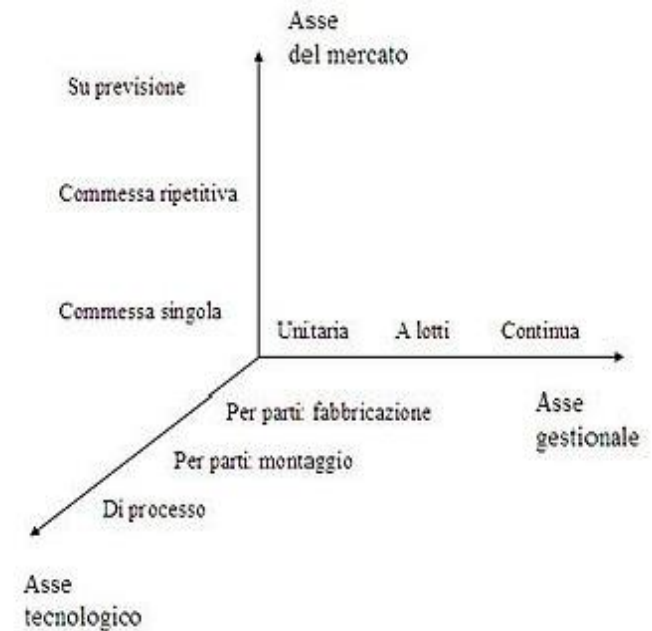 Asse
del mercato
Su previsione
Commessa ripetitiva
Commessa singola
Unitaria A lotti Continua
Per parti: fabbricazione
Asse
gestionale
Per parti: montaggio
Di processo
Asse
tecnologico